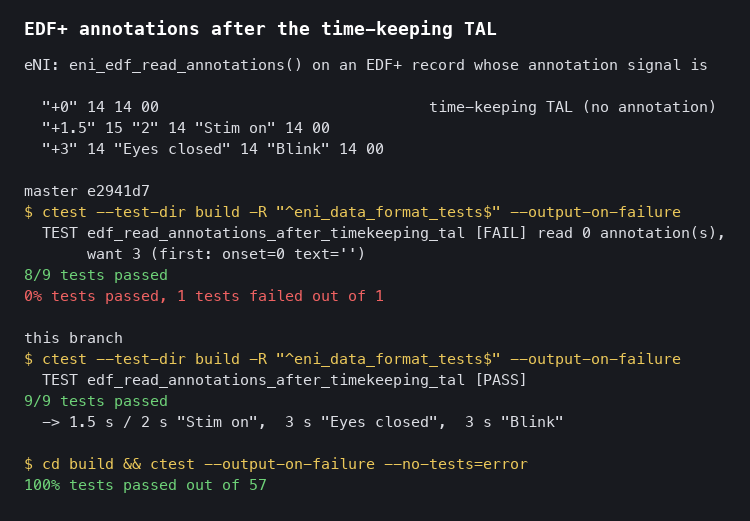 EDF+ annotations after the time-keeping TAL
eNI: eni_edf_read_annotations() on an EDF+ record whose annotation signal is
"+0" 14 14 00 time-keeping TAL (no annotation)
"+1.5" 15 "2" 14 "Stim on" 14 00
"+3" 14 "Eyes closed" 14 "Blink" 14 00
master e2941d7
$ ctest --test-dir build -R "^eni_data_format_tests$" --output-on-failure
TEST edf_read_annotations_after_timekeeping_tal [FAIL] read 0 annotation(s),
want 3 (first: onset=0 text='')
8/9 tests passed
0% tests passed, 1 tests failed out of 1
this branch
$ ctest --test-dir build -R "^eni_data_format_tests$" --output-on-failure
TEST edf_read_annotations_after_timekeeping_tal [PASS]
9/9 tests passed
-> 1.5 s / 2 s "Stim on", 3 s "Eyes closed", 3 s "Blink"
$ cd build && ctest --output-on-failure --no-tests=error
100% tests passed out of 57